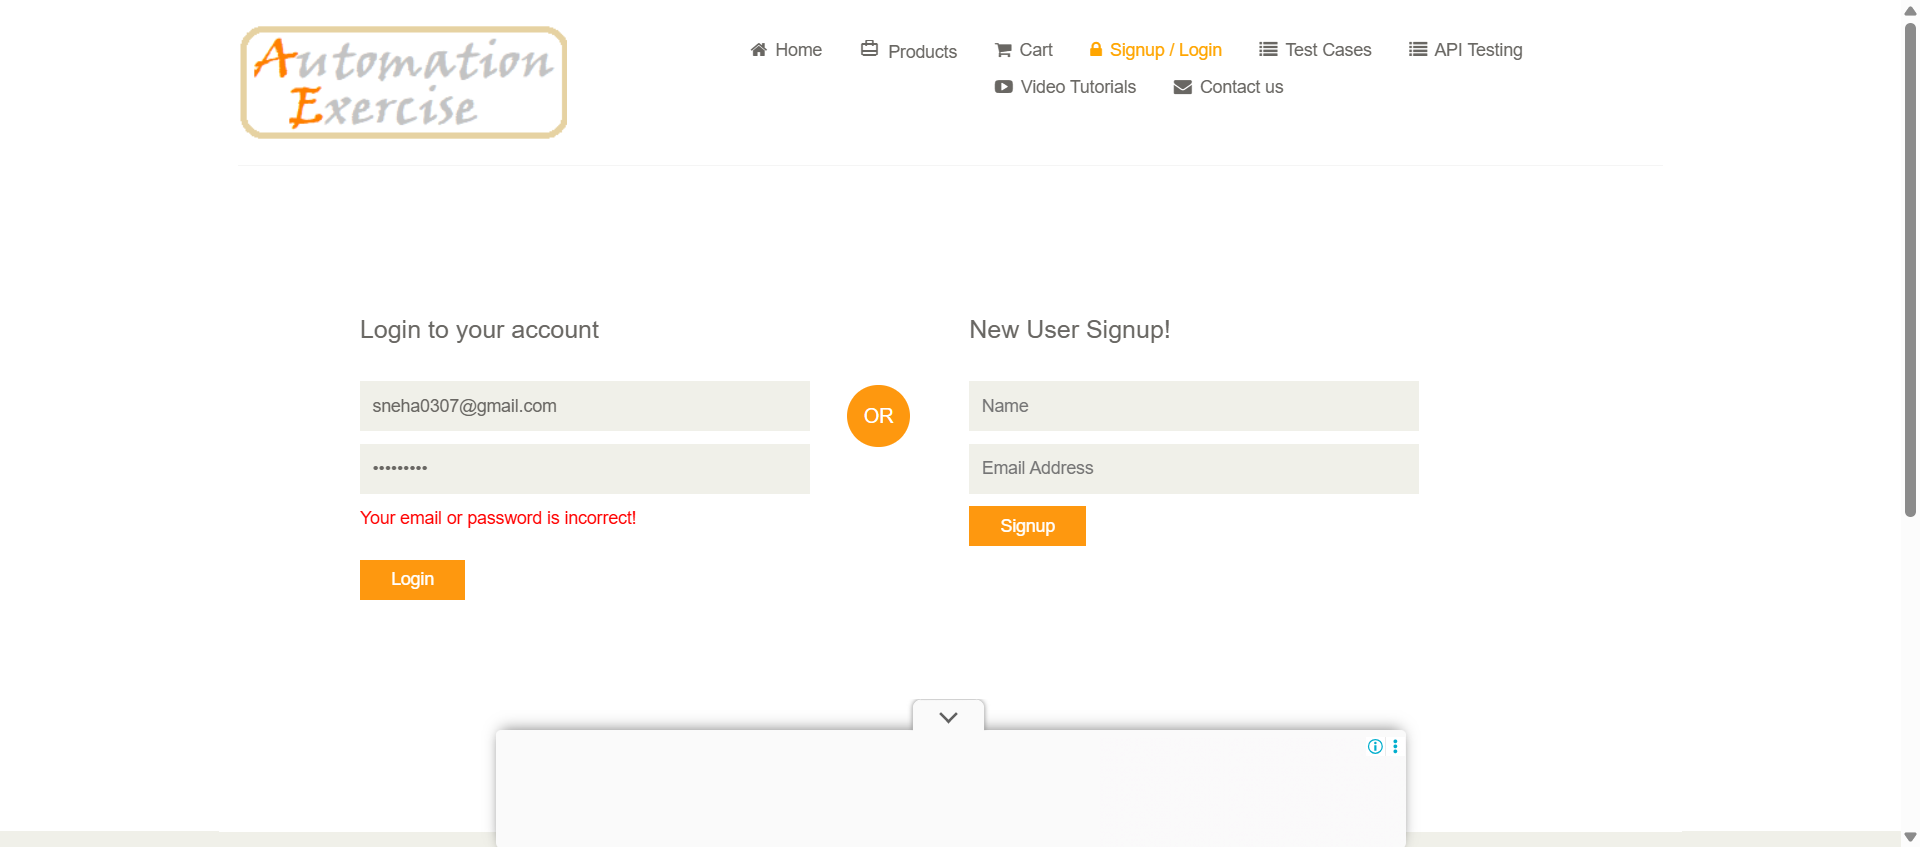 Automation
Exercise
Home
Products
Cart
Signup / Login
Test Cases
API Testing
Video Tutorials
Contact us
Login to your account
sneha0307@gmail.com
•••••••••
Your email or password is incorrect!
Login
OR
New User Signup!
Name
Email Address
Signup